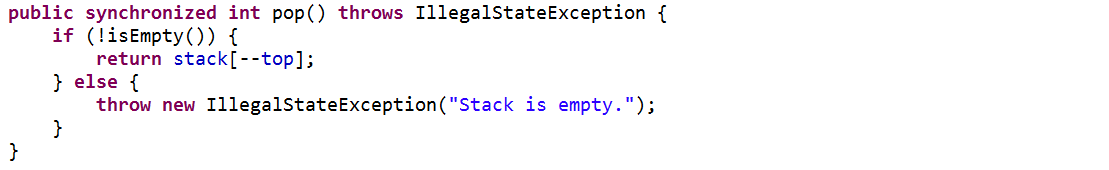 public synchronized int pop() throws IllegalStateException {
    if (!isEmpty()) {
        return stack[--top];
    } else {
        throw new IllegalStateException("Stack is empty.");
    }
}